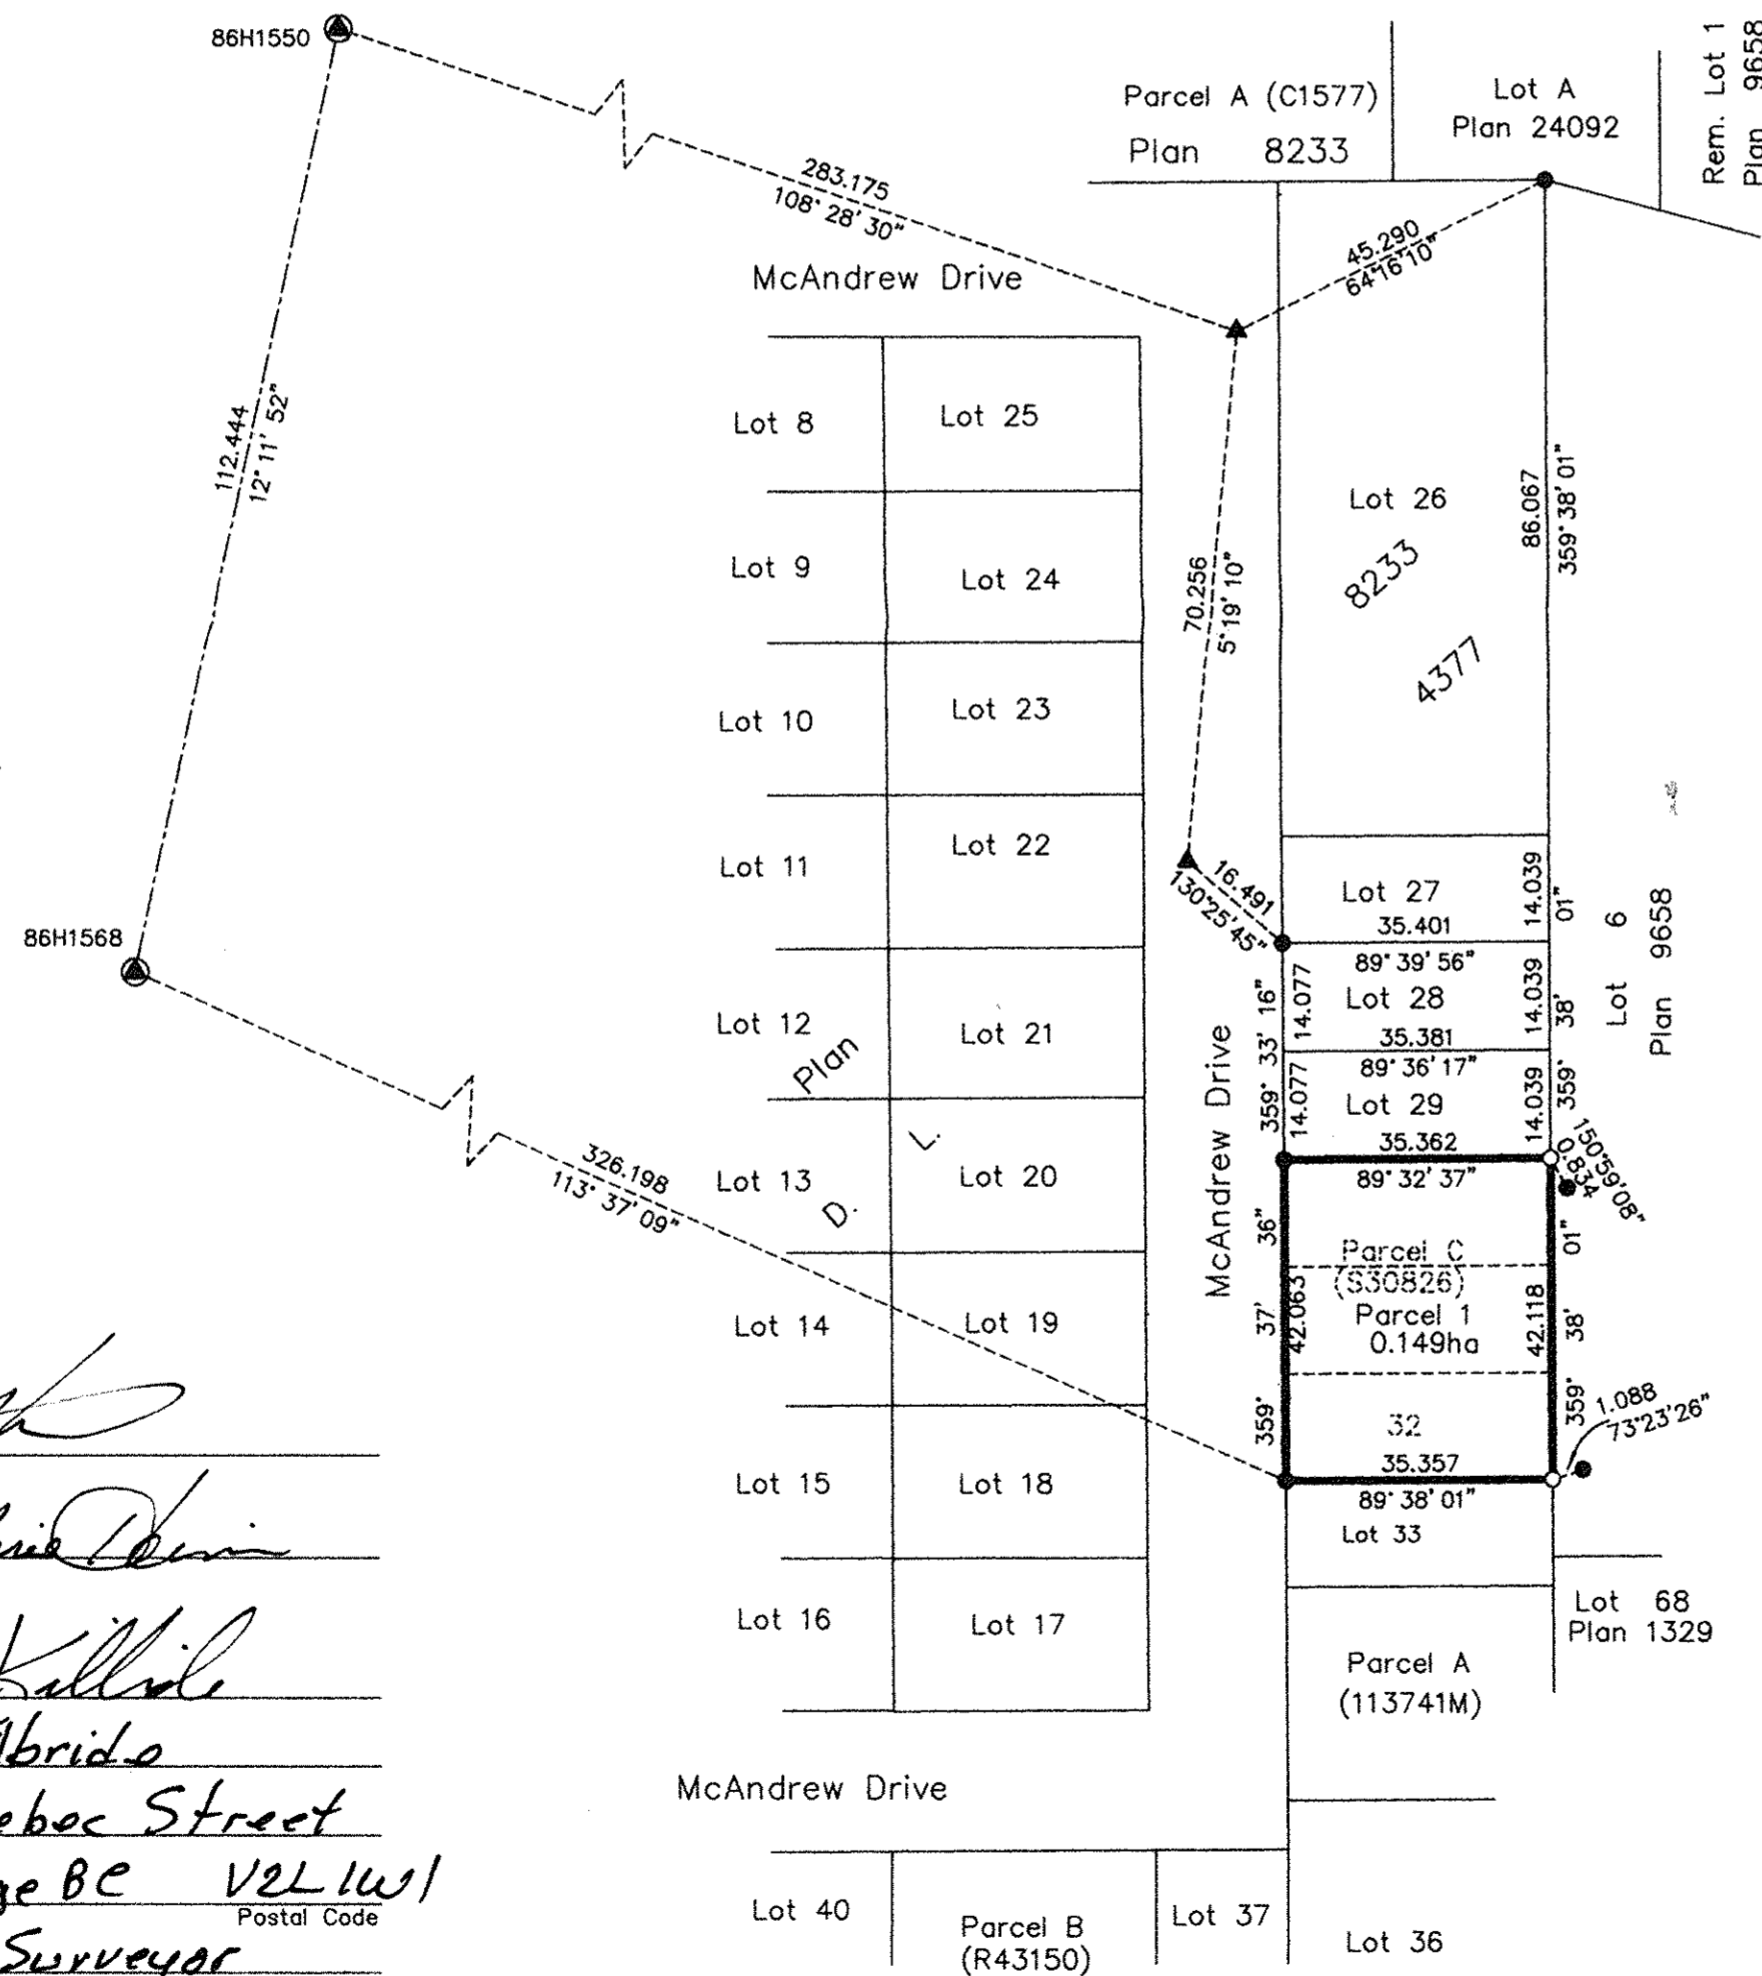 86H1550
Parcel A (C1577)
Plan 8233
Lot A
Plan 24092
Rem. Lot 1
Plan 9658
283.175
108° 28' 30"
45.290
64°16'10"
McAndrew Drive
112.444
12° 11' 52"
Lot 8
Lot 25
Lot 26
8233
4377
86.067
359° 38' 01"
Lot 9
Lot 24
70.256
5°19' 10"
Lot 10
Lot 23
Lot 11
Lot 22
16.491
130°25'45"
Lot 27
35.401
14.039
01"
Lot 6
Plan 9658
86H1568
89° 39' 56"
Lot 28
35.381
14.077
14.039
38'
359° 33' 16"
Lot 12
Lot 21
Plan
89° 36' 17"
Lot 29
35.362
14.077
14.039
359°
McAndrew Drive
326.198
113° 37' 09"
Lot 13
Lot 20
D. L.
89° 32' 37"
150°59'08"
0.834
36"
01"
Parcel C
(S30826)
Parcel 1
0.149ha
37'
42.063
42.118
38'
Lot 14
Lot 19
359°
359°
1.088
73°23'26"
32
35.357
89° 38' 01"
Lot 15
Lot 18
Lot 33
Lot 16
Lot 17
Lot 68
Plan 1329
Parcel A
(113741M)
McAndrew Drive
Street
BC V2L 1W1
Postal Code
Surveyor
Lot 40
Parcel B
(R43150)
Lot 37
Lot 36